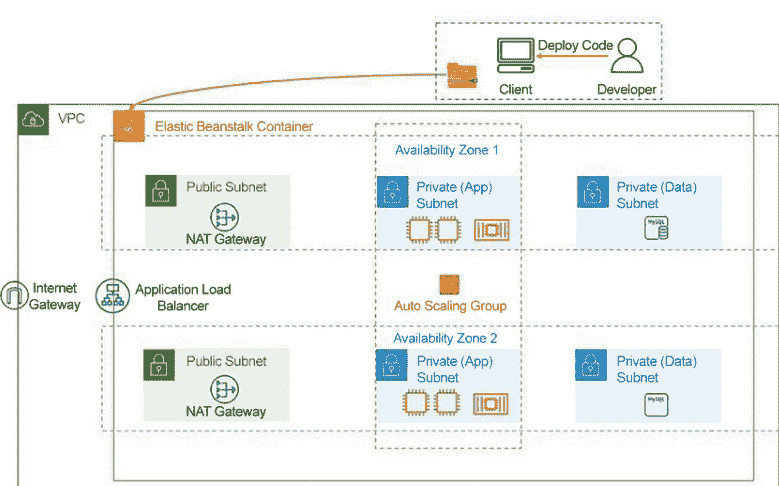 Deploy Code
Client
Developer
VPC
Elastic Beanstalk Container
Availability Zone 1
Public Subnet
NAT Gateway
Private (App)
Subnet
Private (Data)
Subnet
MySQL
Internet
Gateway
Application Load
Balancer
Auto Scaling Group
Availability Zone 2
Public Subnet
NAT Gateway
Private (App)
Subnet
Private (Data)
Subnet
MySQL